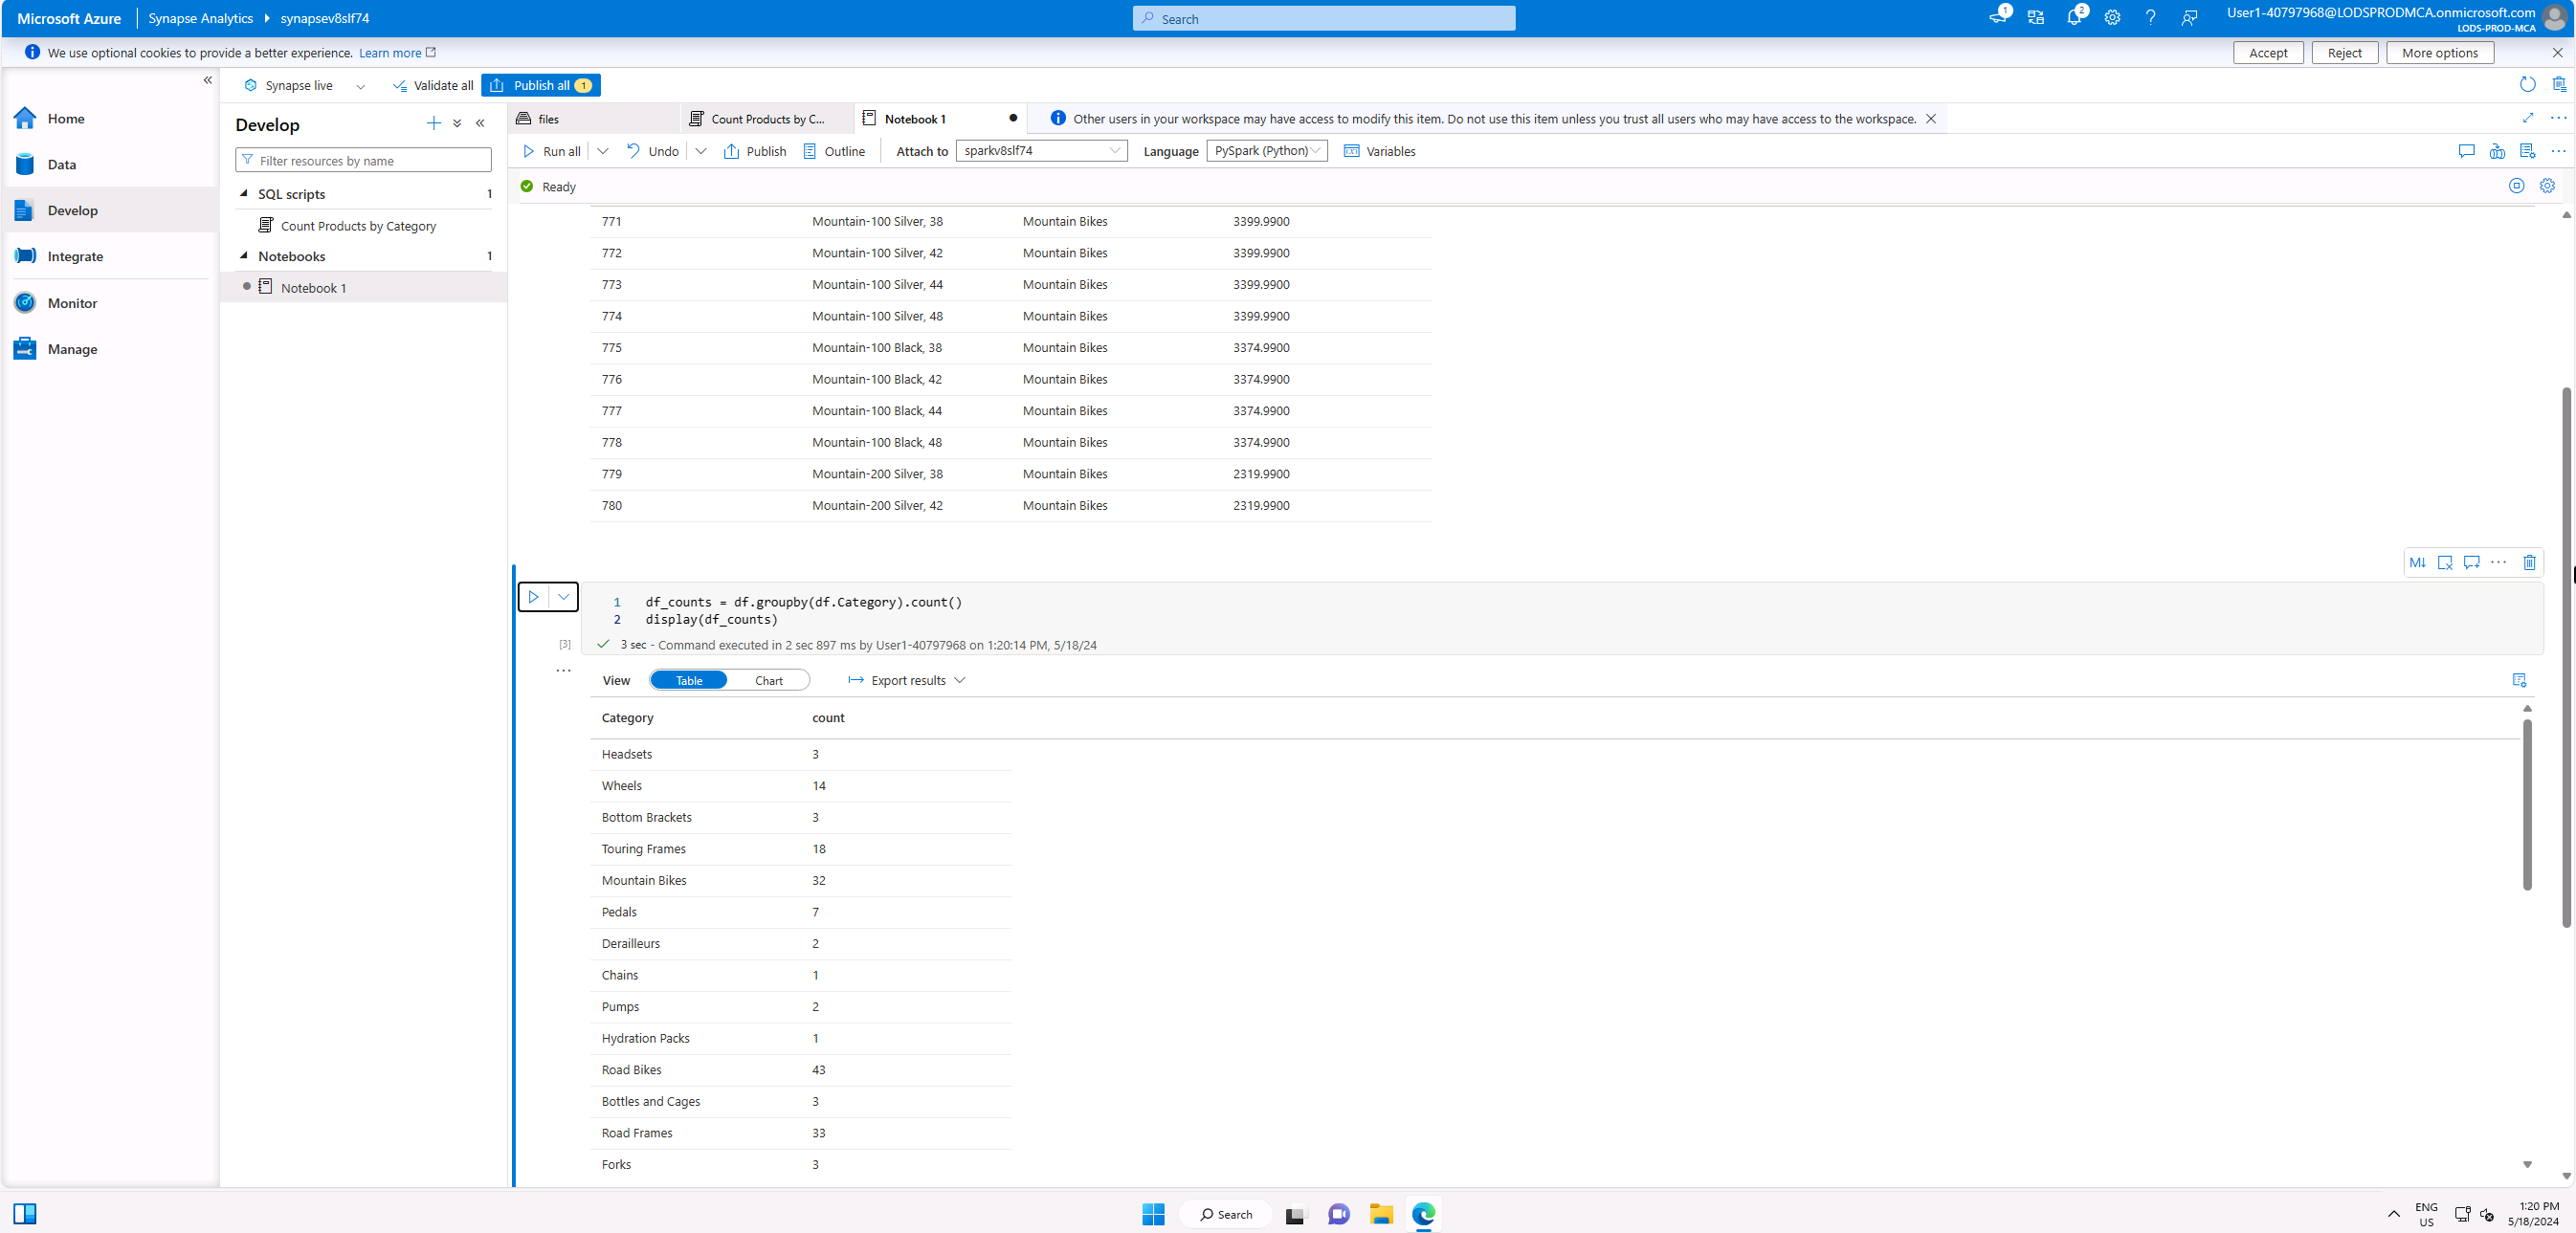 Microsoft Azure Synapse Analytics synapsev8slf74 Search 1 2 User1-40797968@LODSPRODMCA.onmicrosoft.com
LODS-PROD-MCA
We use optional cookies to provide a better experience. Learn more Accept Reject More options
Synapse live Validate all Publish all 1
Home
Data
Develop
Integrate
Monitor
Manage
Develop
Filter resources by name
SQL scripts 1
Count Products by Category
Notebooks 1
Notebook 1
files Count Products by C... Notebook 1 Other users in your workspace may have access to modify this item. Do not use this item unless you trust all users who may have access to the workspace.
Run all Undo Publish Outline Attach to sparkv8slf74 Language PySpark (Python) Variables
Ready
771 Mountain-100 Silver, 38 Mountain Bikes 3399.9900
772 Mountain-100 Silver, 42 Mountain Bikes 3399.9900
773 Mountain-100 Silver, 44 Mountain Bikes 3399.9900
774 Mountain-100 Silver, 48 Mountain Bikes 3399.9900
775 Mountain-100 Black, 38 Mountain Bikes 3374.9900
776 Mountain-100 Black, 42 Mountain Bikes 3374.9900
777 Mountain-100 Black, 44 Mountain Bikes 3374.9900
778 Mountain-100 Black, 48 Mountain Bikes 3374.9900
779 Mountain-200 Silver, 38 Mountain Bikes 2319.9900
780 Mountain-200 Silver, 42 Mountain Bikes 2319.9900
M↓ ...
1 df_counts = df.groupby(df.Category).count()
2 display(df_counts)
[3] 3 sec - Command executed in 2 sec 897 ms by User1-40797968 on 1:20:14 PM, 5/18/24
View Table Chart Export results
Category count
Headsets 3
Wheels 14
Bottom Brackets 3
Touring Frames 18
Mountain Bikes 32
Pedals 7
Derailleurs 2
Chains 1
Pumps 2
Hydration Packs 1
Road Bikes 43
Bottles and Cages 3
Road Frames 33
Forks 3
Search
ENG
US
1:20 PM
5/18/2024